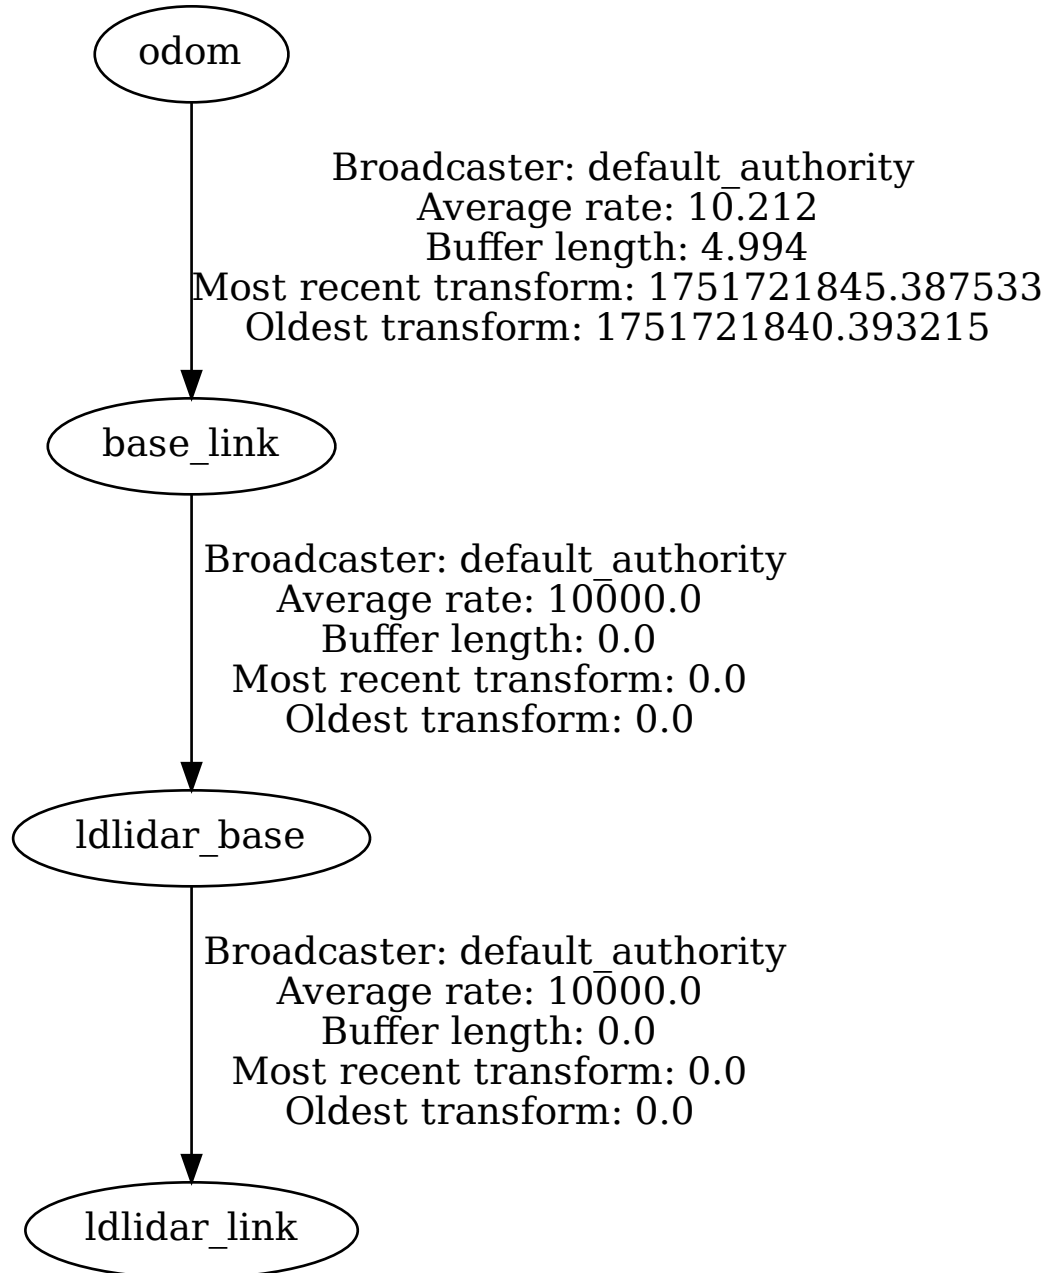 odom
Broadcaster: default_authority
Average rate: 10.212
Buffer length: 4.994
Most recent transform: 1751721845.387533
Oldest transform: 1751721840.393215
base_link
Broadcaster: default_authority
Average rate: 10000.0
Buffer length: 0.0
Most recent transform: 0.0
Oldest transform: 0.0
ldlidar_base
Broadcaster: default_authority
Average rate: 10000.0
Buffer length: 0.0
Most recent transform: 0.0
Oldest transform: 0.0
ldlidar_link